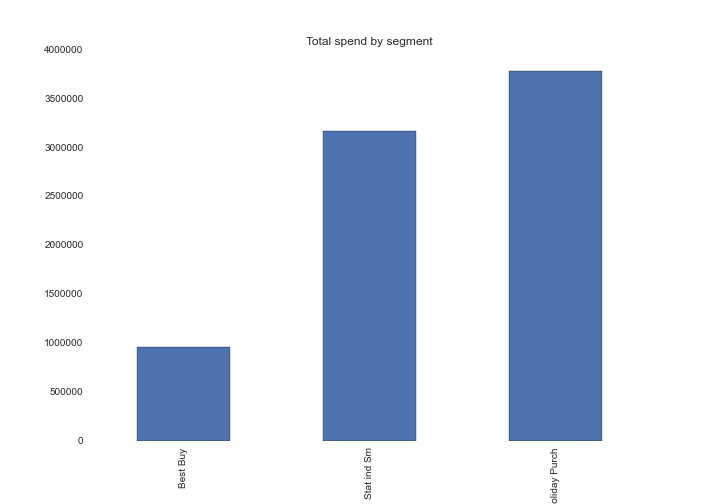 Total spend by segment
4000000
3500000
3000000
2500000
2000000
1500000
1000000
500000
0
Best Buy
Stat ind Sm
oliday Purch